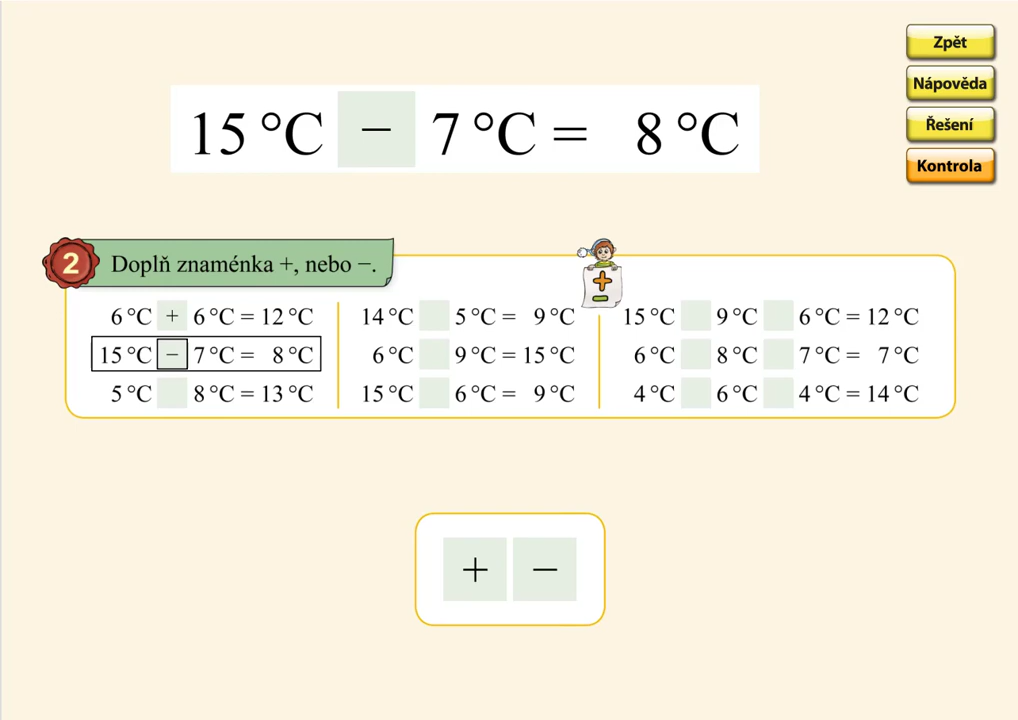 Zpět
Nápověda
Řešení
Kontrola
15 °C − 7 °C = 8 °C
2 Doplň znaménka +, nebo −.
+
−
6 °C + 6 °C = 12 °C
15 °C − 7 °C = 8 °C
5 °C 8 °C = 13 °C
14 °C 5 °C = 9 °C
6 °C 9 °C = 15 °C
15 °C 6 °C = 9 °C
15 °C 9 °C 6 °C = 12 °C
6 °C 8 °C 7 °C = 7 °C
4 °C 6 °C 4 °C = 14 °C
+ −